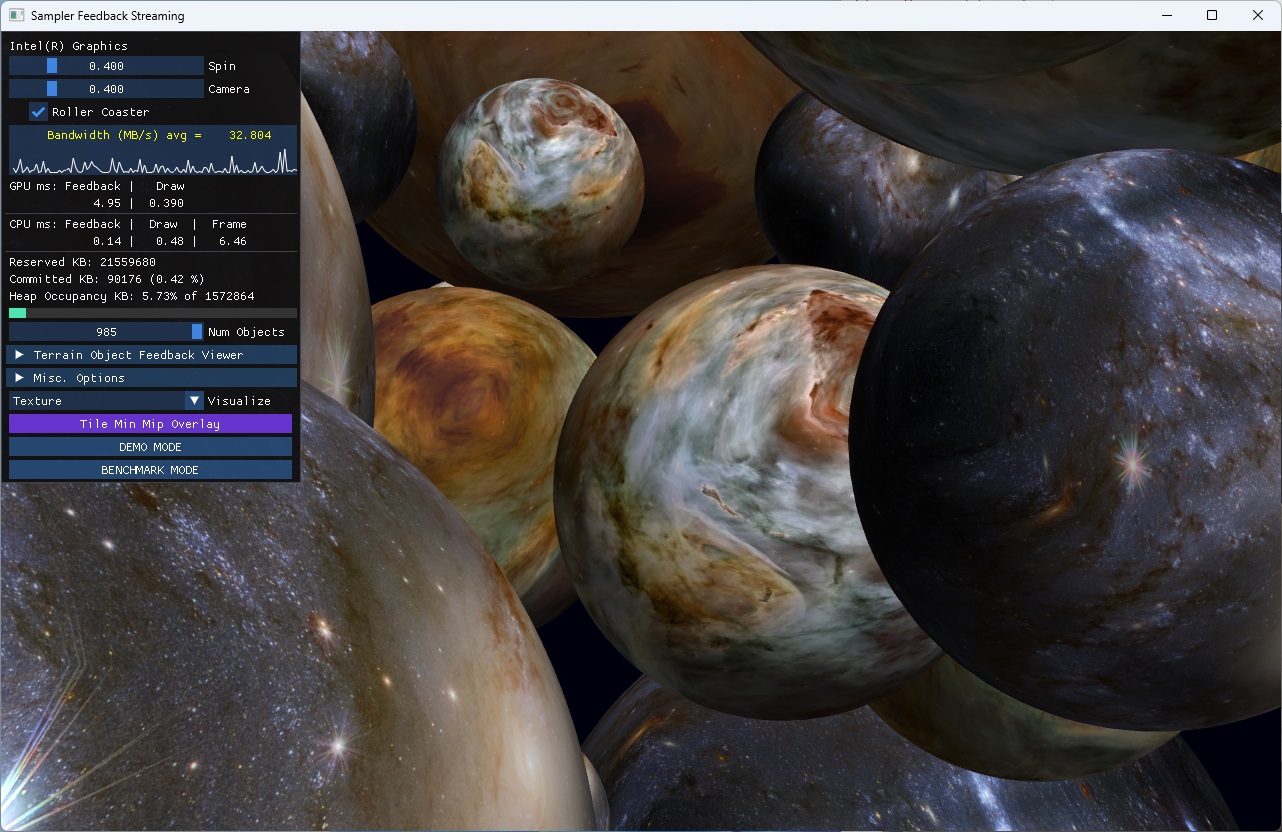 Sampler Feedback Streaming
Intel(R) Graphics
0.400 Spin
0.400 Camera
Roller Coaster
Bandwidth (MB/s) avg = 32.804
GPU ms: Feedback | Draw
4.95 | 0.390
CPU ms: Feedback | Draw | Frame
0.14 | 0.48 | 6.46
Reserved KB: 21559680
Committed KB: 90176 (0.42 %)
Heap Occupancy KB: 5.73% of 1572864
985 Num Objects
Terrain Object Feedback Viewer
Misc. Options
Texture Visualize
Tile Min Mip Overlay
DEMO MODE
BENCHMARK MODE